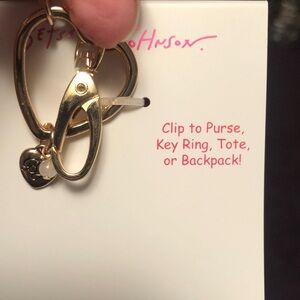 Clip to Purse,
Key Ring, Tote,
or Backpack!